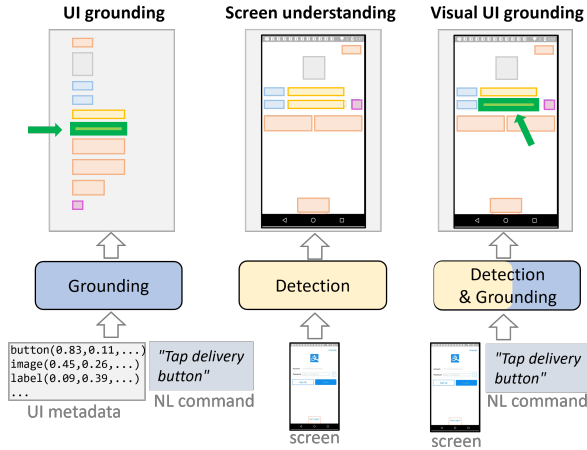 UI grounding
Screen understanding
Visual UI grounding
Grounding
Detection
Detection
& Grounding
button(0.83,0.11,...)
image(0.45,0.26,...)
label(0.09,0.39,...)
...
UI metadata
"Tap delivery
button"
NL command
screen
"Tap delivery
button"
NL command
screen